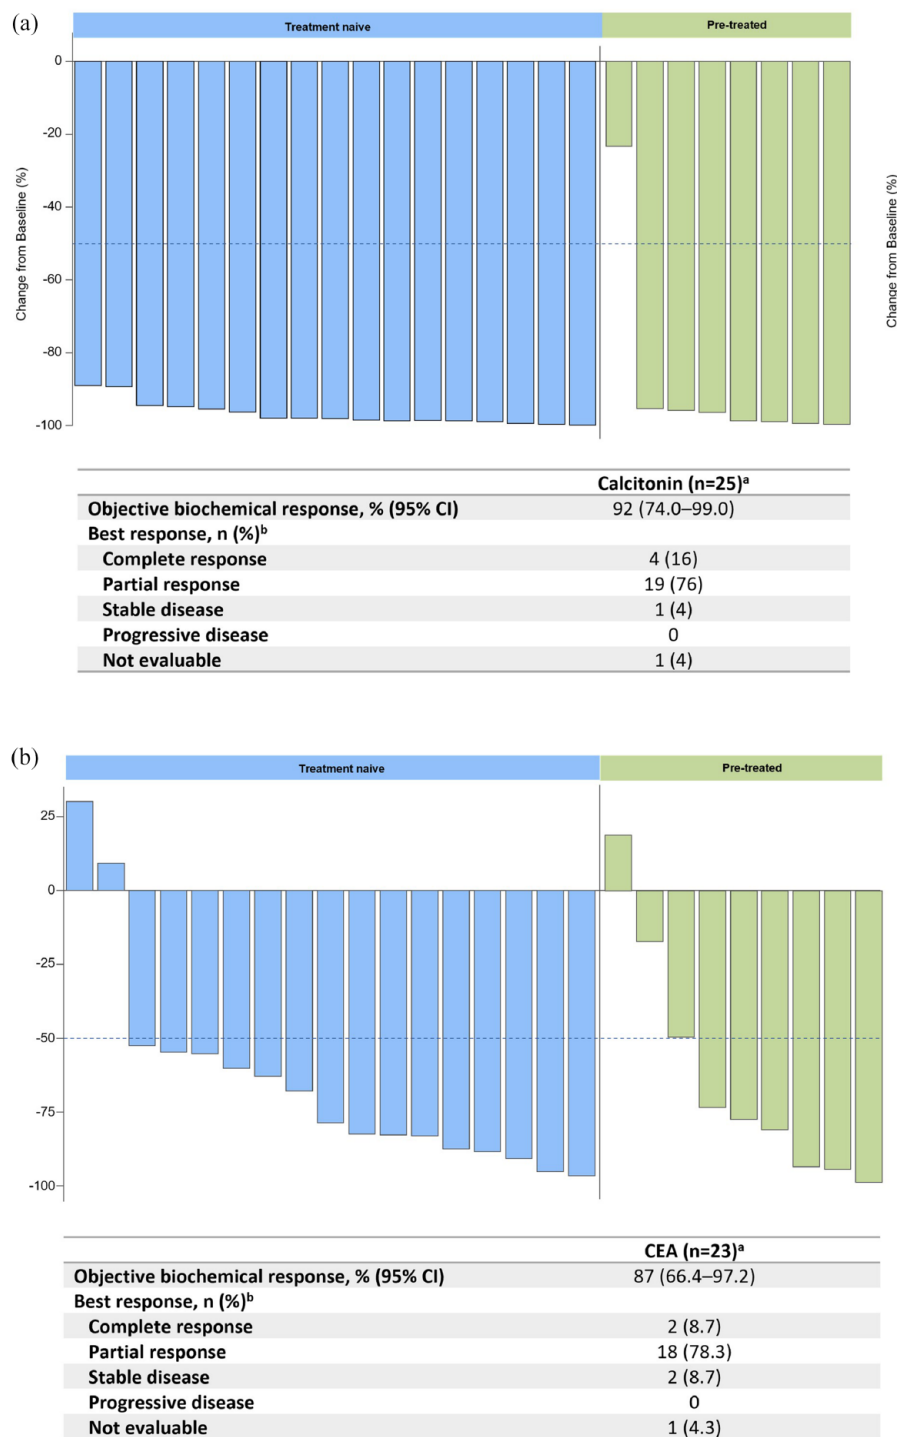 (a)
Treatment naive Pre-treated
0
-20
-40
-60
-80
-100
Change from Baseline (%)
Change from Baseline (%)
Calcitonin (n=25)ᵃ
Objective biochemical response, % (95% CI) 92 (74.0–99.0)
Best response, n (%)ᵇ
Complete response 4 (16)
Partial response 19 (76)
Stable disease 1 (4)
Progressive disease 0
Not evaluable 1 (4)
(b)
Treatment naive Pre-treated
25
0
-25
-50
-75
-100
CEA (n=23)ᵃ
Objective biochemical response, % (95% CI) 87 (66.4–97.2)
Best response, n (%)ᵇ
Complete response 2 (8.7)
Partial response 18 (78.3)
Stable disease 2 (8.7)
Progressive disease 0
Not evaluable 1 (4.3)